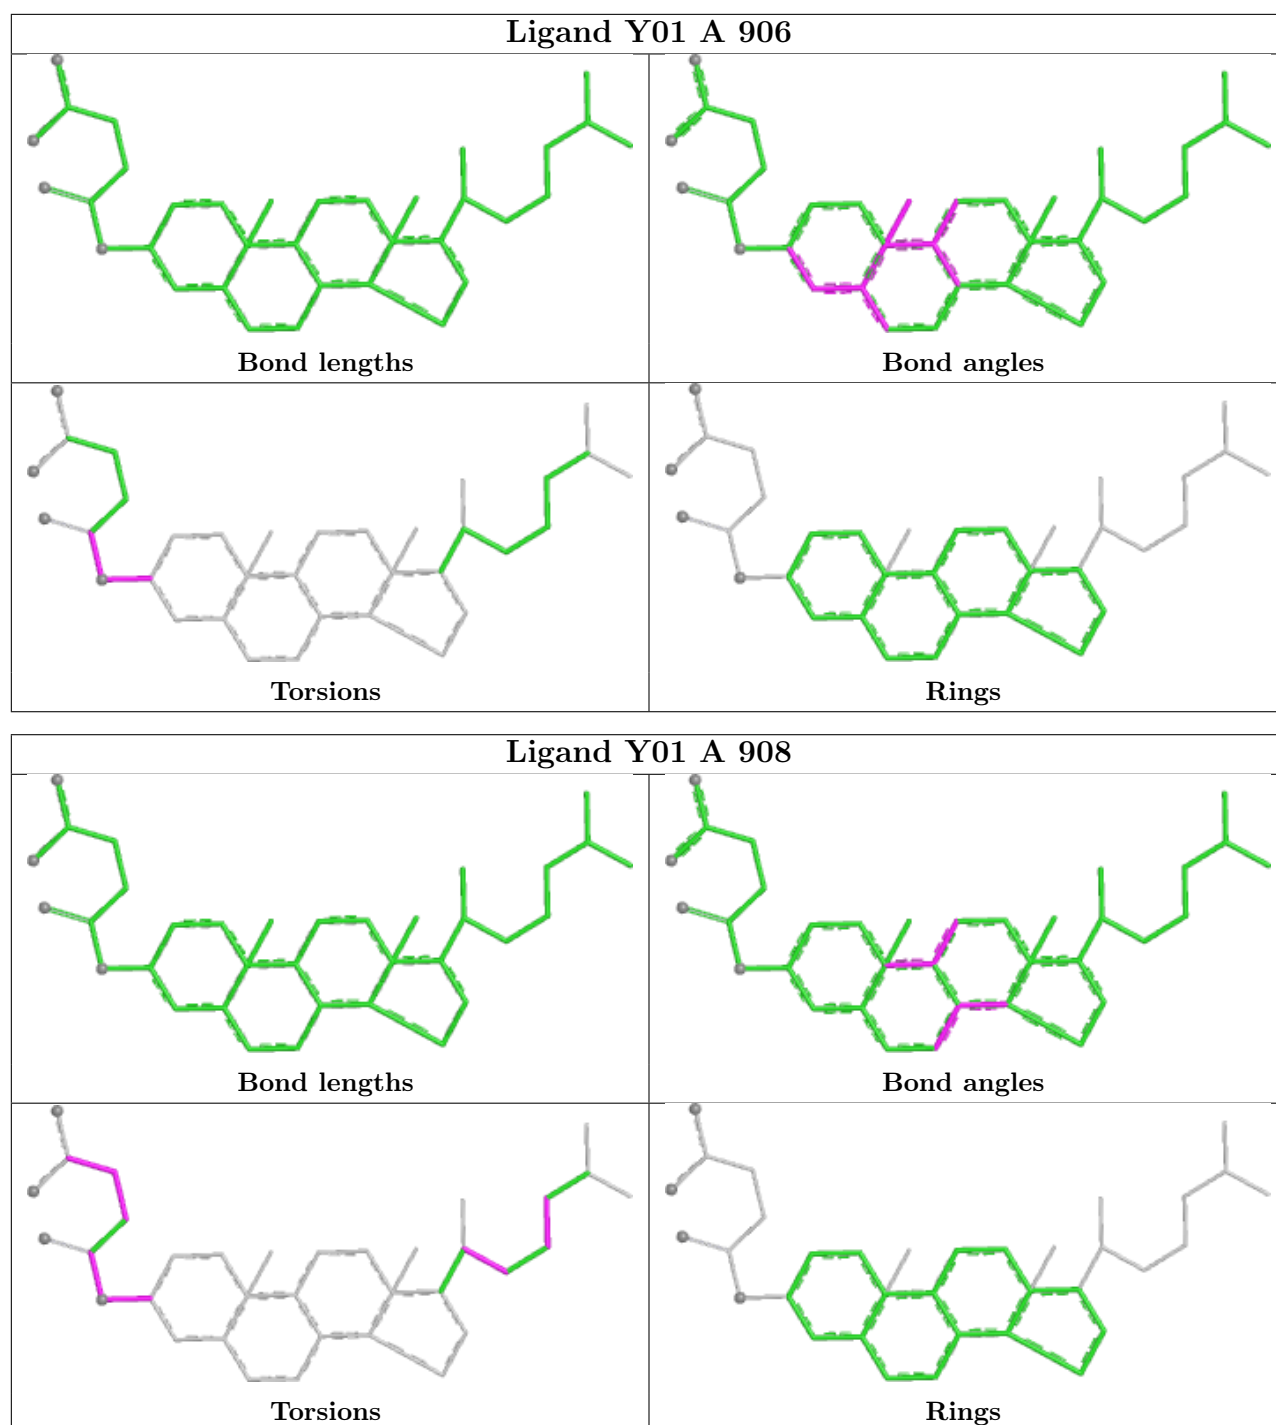 Ligand Y01 A 906
Bond lengths
Bond angles
Torsions
Rings
Ligand Y01 A 908
Bond lengths
Bond angles
Torsions
Rings